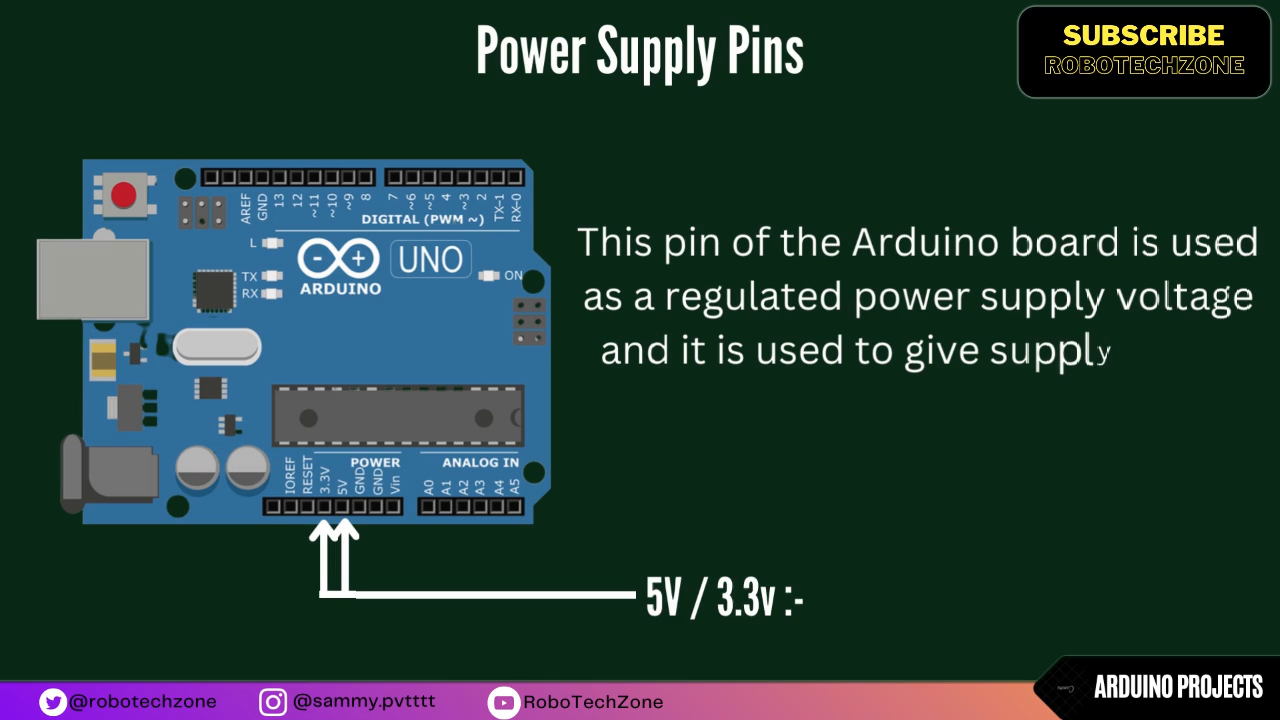 Power Supply Pins
SUBSCRIBE
ROBOTECHZONE
AREF
GND
13
12
~11
~10
~9
8
7
~6
~5
4
~3
2
TX-1
RX-0
DIGITAL (PWM ~)
L
TX
RX
UNO
ARDUINO
ON
This pin of the Arduino board is used
as a regulated power supply voltage
and it is used to give supply
POWER
ANALOG IN
IOREF
RESET
3.3V
5V
GND
GND
Vin
A0
A1
A2
A3
A4
A5
5V / 3.3v :-
@robotechzone
@sammy.pvtttt
RoboTechZone
ARDUINO PROJECTS